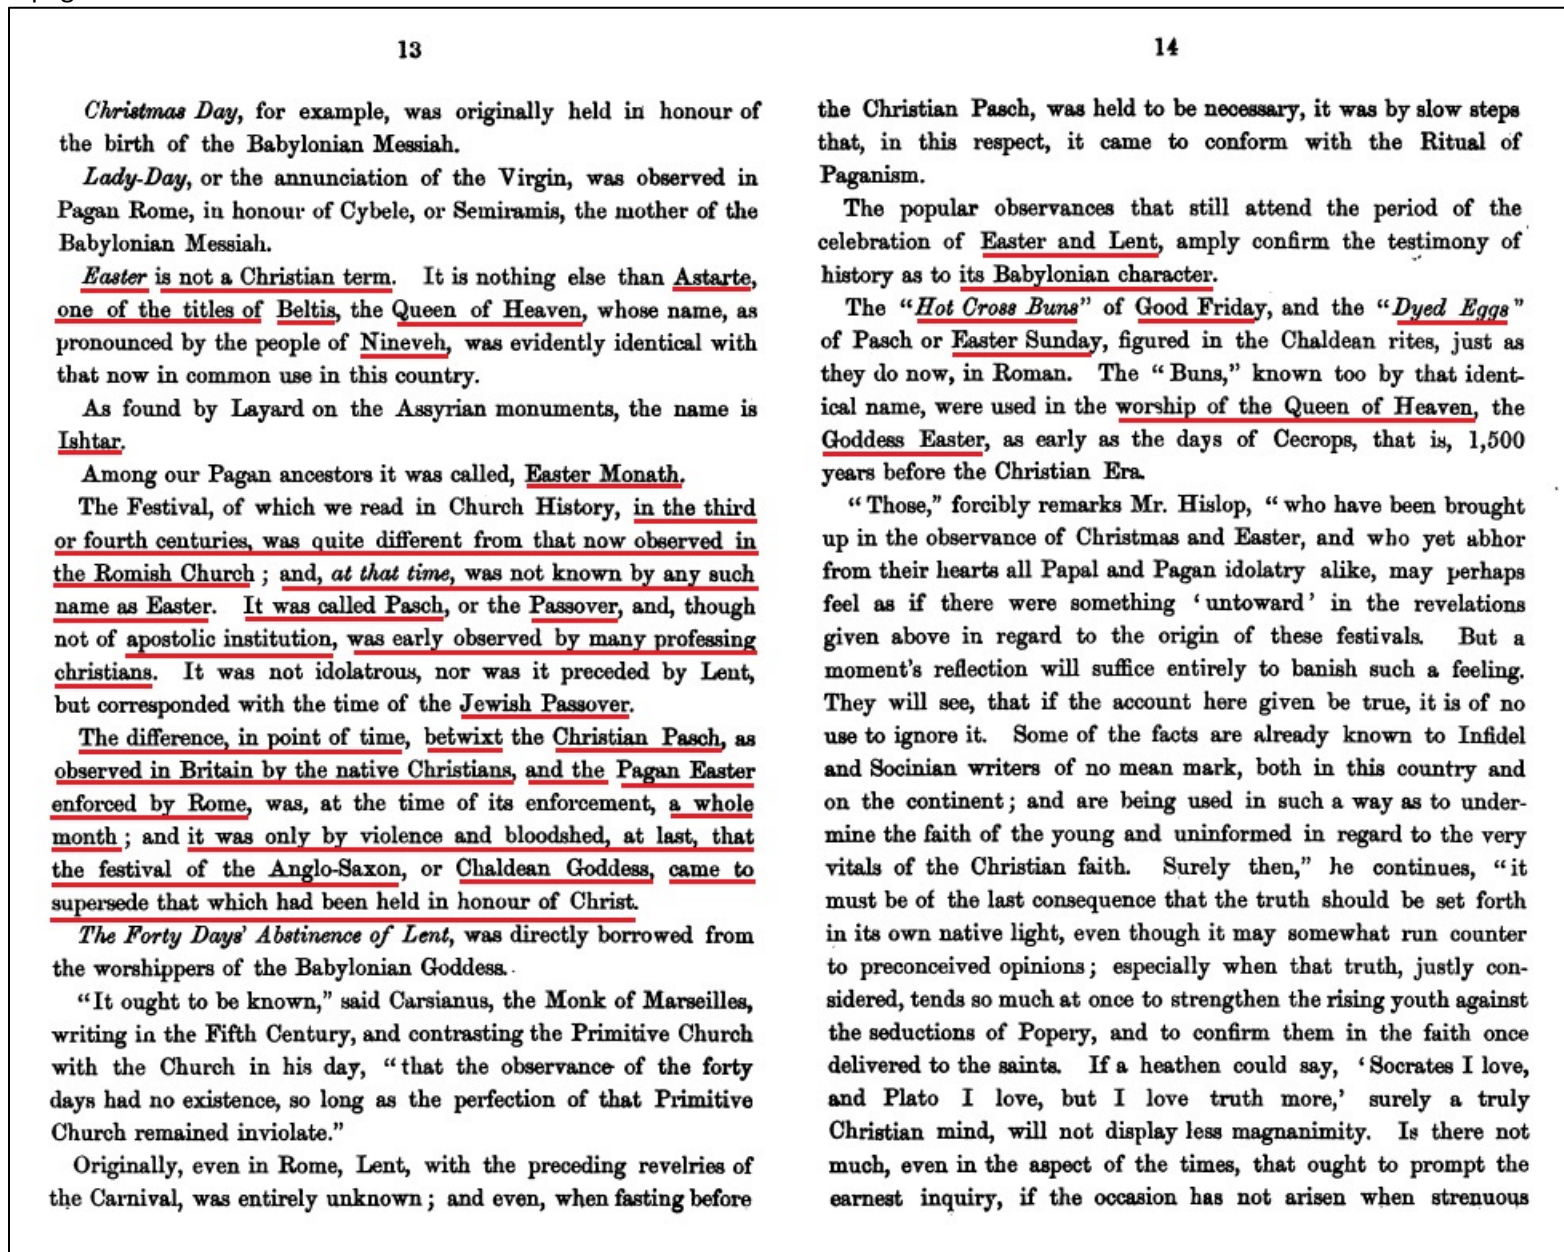 13
Christmas Day, for example, was originally held in honour of
the birth of the Babylonian Messiah.
Lady-Day, or the annunciation of the Virgin, was observed in
Pagan Rome, in honour of Cybele, or Semiramis, the mother of the
Babylonian Messiah.
Easter is not a Christian term. It is nothing else than Astarte,
one of the titles of Beltis, the Queen of Heaven, whose name, as
pronounced by the people of Nineveh, was evidently identical with
that now in common use in this country.
As found by Layard on the Assyrian monuments, the name is
Ishtar.
Among our Pagan ancestors it was called, Easter Monath.
The Festival, of which we read in Church History, in the third
or fourth centuries, was quite different from that now observed in
the Romish Church ; and, at that time, was not known by any such
name as Easter. It was called Pasch, or the Passover, and, though
not of apostolic institution, was early observed by many professing
christians. It was not idolatrous, nor was it preceded by Lent,
but corresponded with the time of the Jewish Passover.
The difference, in point of time, betwixt the Christian Pasch, as
observed in Britain by the native Christians, and the Pagan Easter
enforced by Rome, was, at the time of its enforcement, a whole
month ; and it was only by violence and bloodshed, at last, that
the festival of the Anglo-Saxon, or Chaldean Goddess, came to
supersede that which had been held in honour of Christ.
The Forty Days' Abstinence of Lent, was directly borrowed from
the worshippers of the Babylonian Goddess.
"It ought to be known," said Carsianus, the Monk of Marseilles,
writing in the Fifth Century, and contrasting the Primitive Church
with the Church in his day, "that the observance of the forty
days had no existence, so long as the perfection of that Primitive
Church remained inviolate."
Originally, even in Rome, Lent, with the preceding revelries of
the Carnival, was entirely unknown ; and even, when fasting before
14
the Christian Pasch, was held to be necessary, it was by slow steps
that, in this respect, it came to conform with the Ritual of
Paganism.
The popular observances that still attend the period of the
celebration of Easter and Lent, amply confirm the testimony of
history as to its Babylonian character.
The "Hot Cross Buns" of Good Friday, and the "Dyed Eggs"
of Pasch or Easter Sunday, figured in the Chaldean rites, just as
they do now, in Roman. The "Buns," known too by that ident-
ical name, were used in the worship of the Queen of Heaven, the
Goddess Easter, as early as the days of Cecrops, that is, 1,500
years before the Christian Era.
"Those," forcibly remarks Mr. Hislop, "who have been brought
up in the observance of Christmas and Easter, and who yet abhor
from their hearts all Papal and Pagan idolatry alike, may perhaps
feel as if there were something 'untoward' in the revelations
given above in regard to the origin of these festivals. But a
moment's reflection will suffice entirely to banish such a feeling.
They will see, that if the account here given be true, it is of no
use to ignore it. Some of the facts are already known to Infidel
and Socinian writers of no mean mark, both in this country and
on the continent ; and are being used in such a way as to under-
mine the faith of the young and uninformed in regard to the very
vitals of the Christian faith. Surely then," he continues, "it
must be of the last consequence that the truth should be set forth
in its own native light, even though it may somewhat run counter
to preconceived opinions ; especially when that truth, justly con-
sidered, tends so much at once to strengthen the rising youth against
the seductions of Popery, and to confirm them in the faith once
delivered to the saints. If a heathen could say, 'Socrates I love,
and Plato I love, but I love truth more,' surely a truly
Christian mind, will not display less magnanimity. Is there not
much, even in the aspect of the times, that ought to prompt the
earnest inquiry, if the occasion has not arisen when strenuous